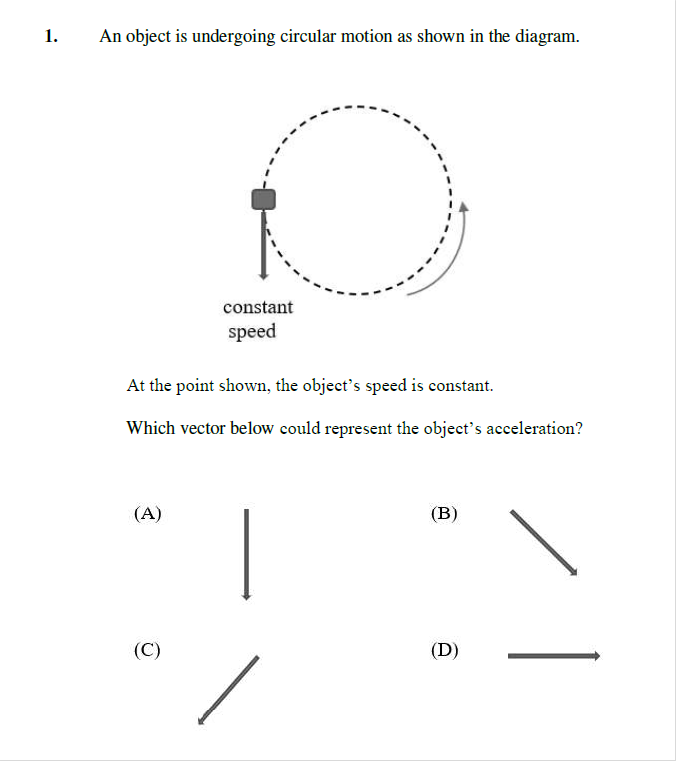 1. An object is undergoing circular motion as shown in the diagram.
constant
speed
At the point shown, the object’s speed is constant.
Which vector below could represent the object’s acceleration?
(A) (B)
(C) (D)